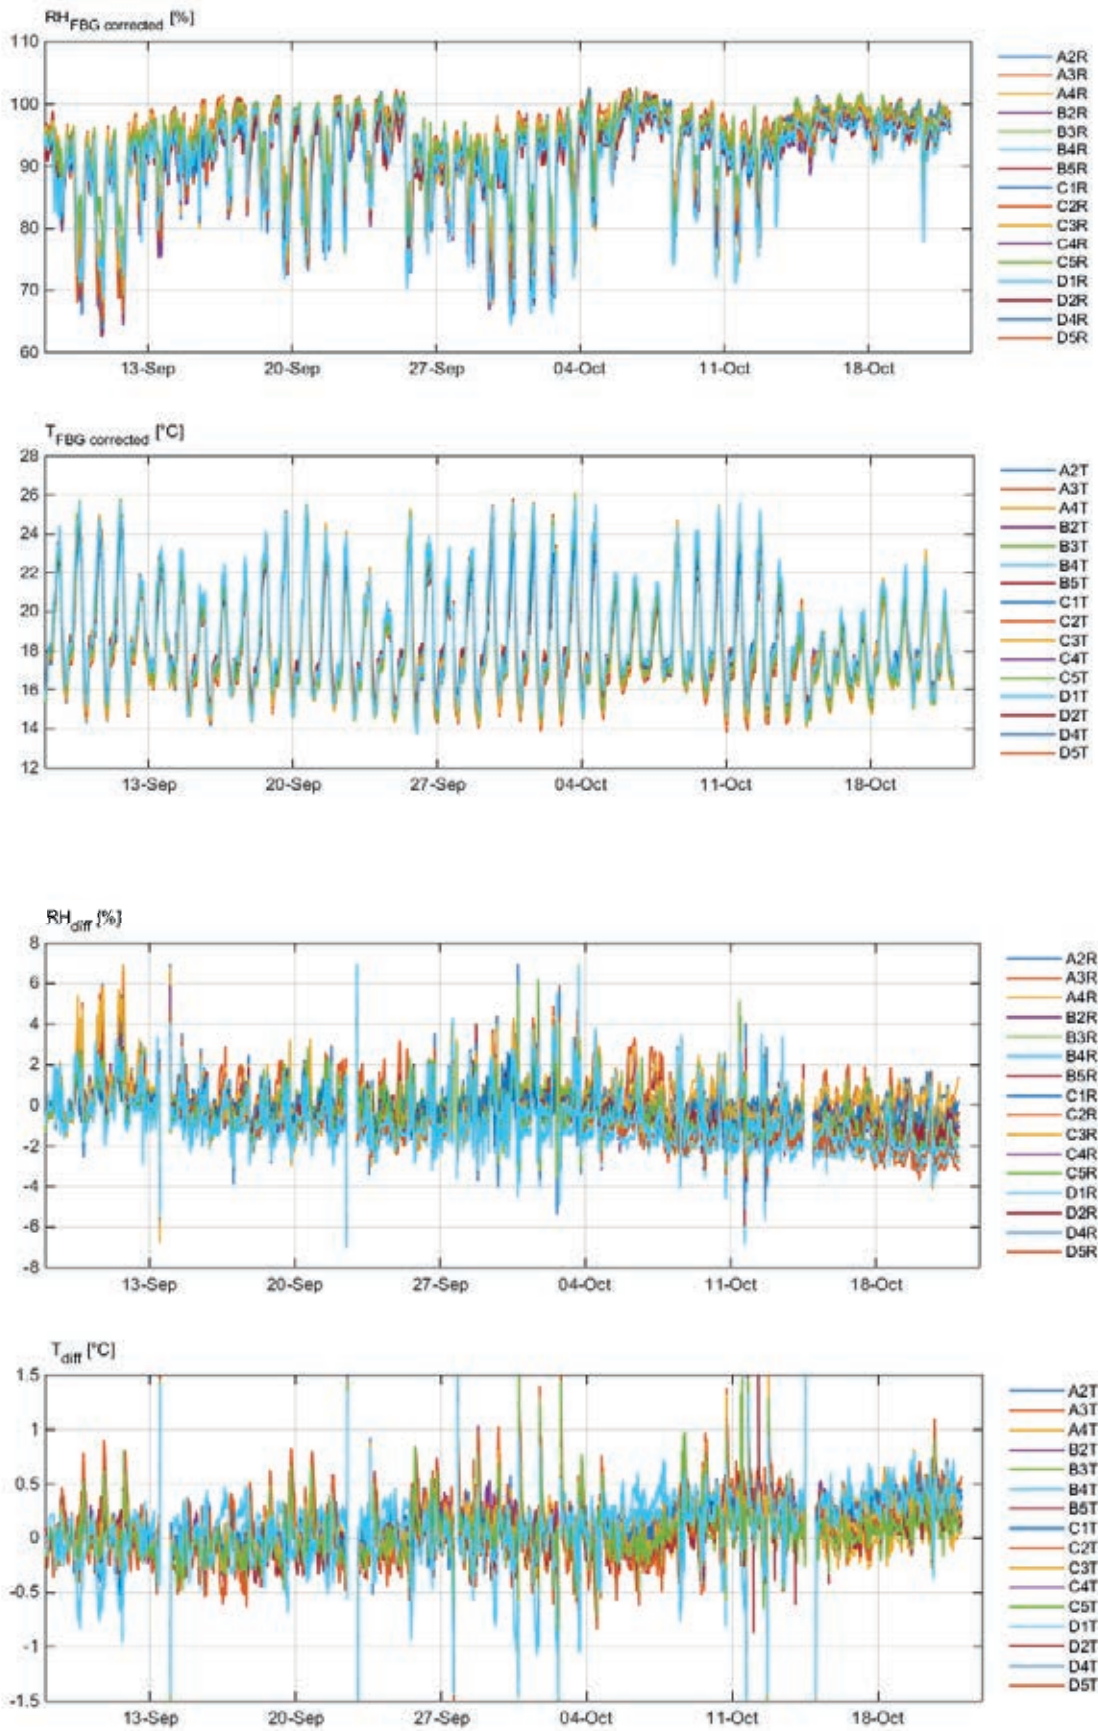 RH_FBG corrected [%]
110
100
90
80
70
60
13-Sep 20-Sep 27-Sep 04-Oct 11-Oct 18-Oct
A2R
A3R
A4R
B2R
B3R
B4R
B5R
C1R
C2R
C3R
C4R
C5R
D1R
D2R
D4R
D5R
T_FBG corrected [°C]
28
26
24
22
20
18
16
14
12
13-Sep 20-Sep 27-Sep 04-Oct 11-Oct 18-Oct
A2T
A3T
A4T
B2T
B3T
B4T
B5T
C1T
C2T
C3T
C4T
C5T
D1T
D2T
D4T
D5T
RH_diff [%]
8
6
4
2
0
-2
-4
-6
-8
13-Sep 20-Sep 27-Sep 04-Oct 11-Oct 18-Oct
A2R
A3R
A4R
B2R
B3R
B4R
B5R
C1R
C2R
C3R
C4R
C5R
D1R
D2R
D4R
D5R
T_diff [°C]
1.5
1
0.5
0
-0.5
-1
-1.5
13-Sep 20-Sep 27-Sep 04-Oct 11-Oct 18-Oct
A2T
A3T
A4T
B2T
B3T
B4T
B5T
C1T
C2T
C3T
C4T
C5T
D1T
D2T
D4T
D5T